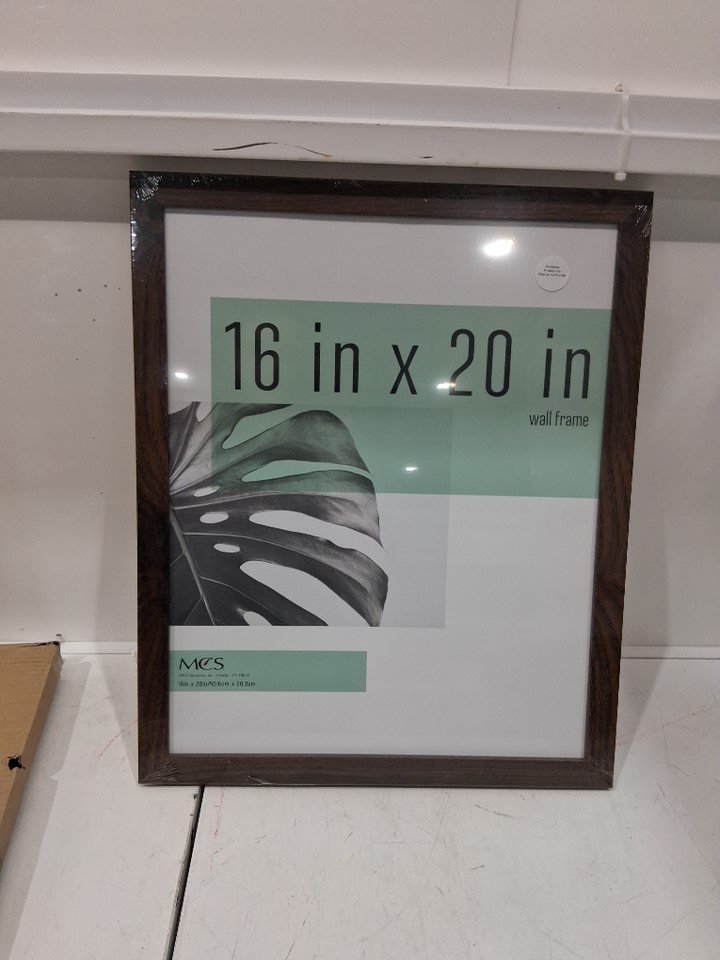 16 in x 20 in
wall frame
MCS
16in x 20in/40.6cm x 50.8cm